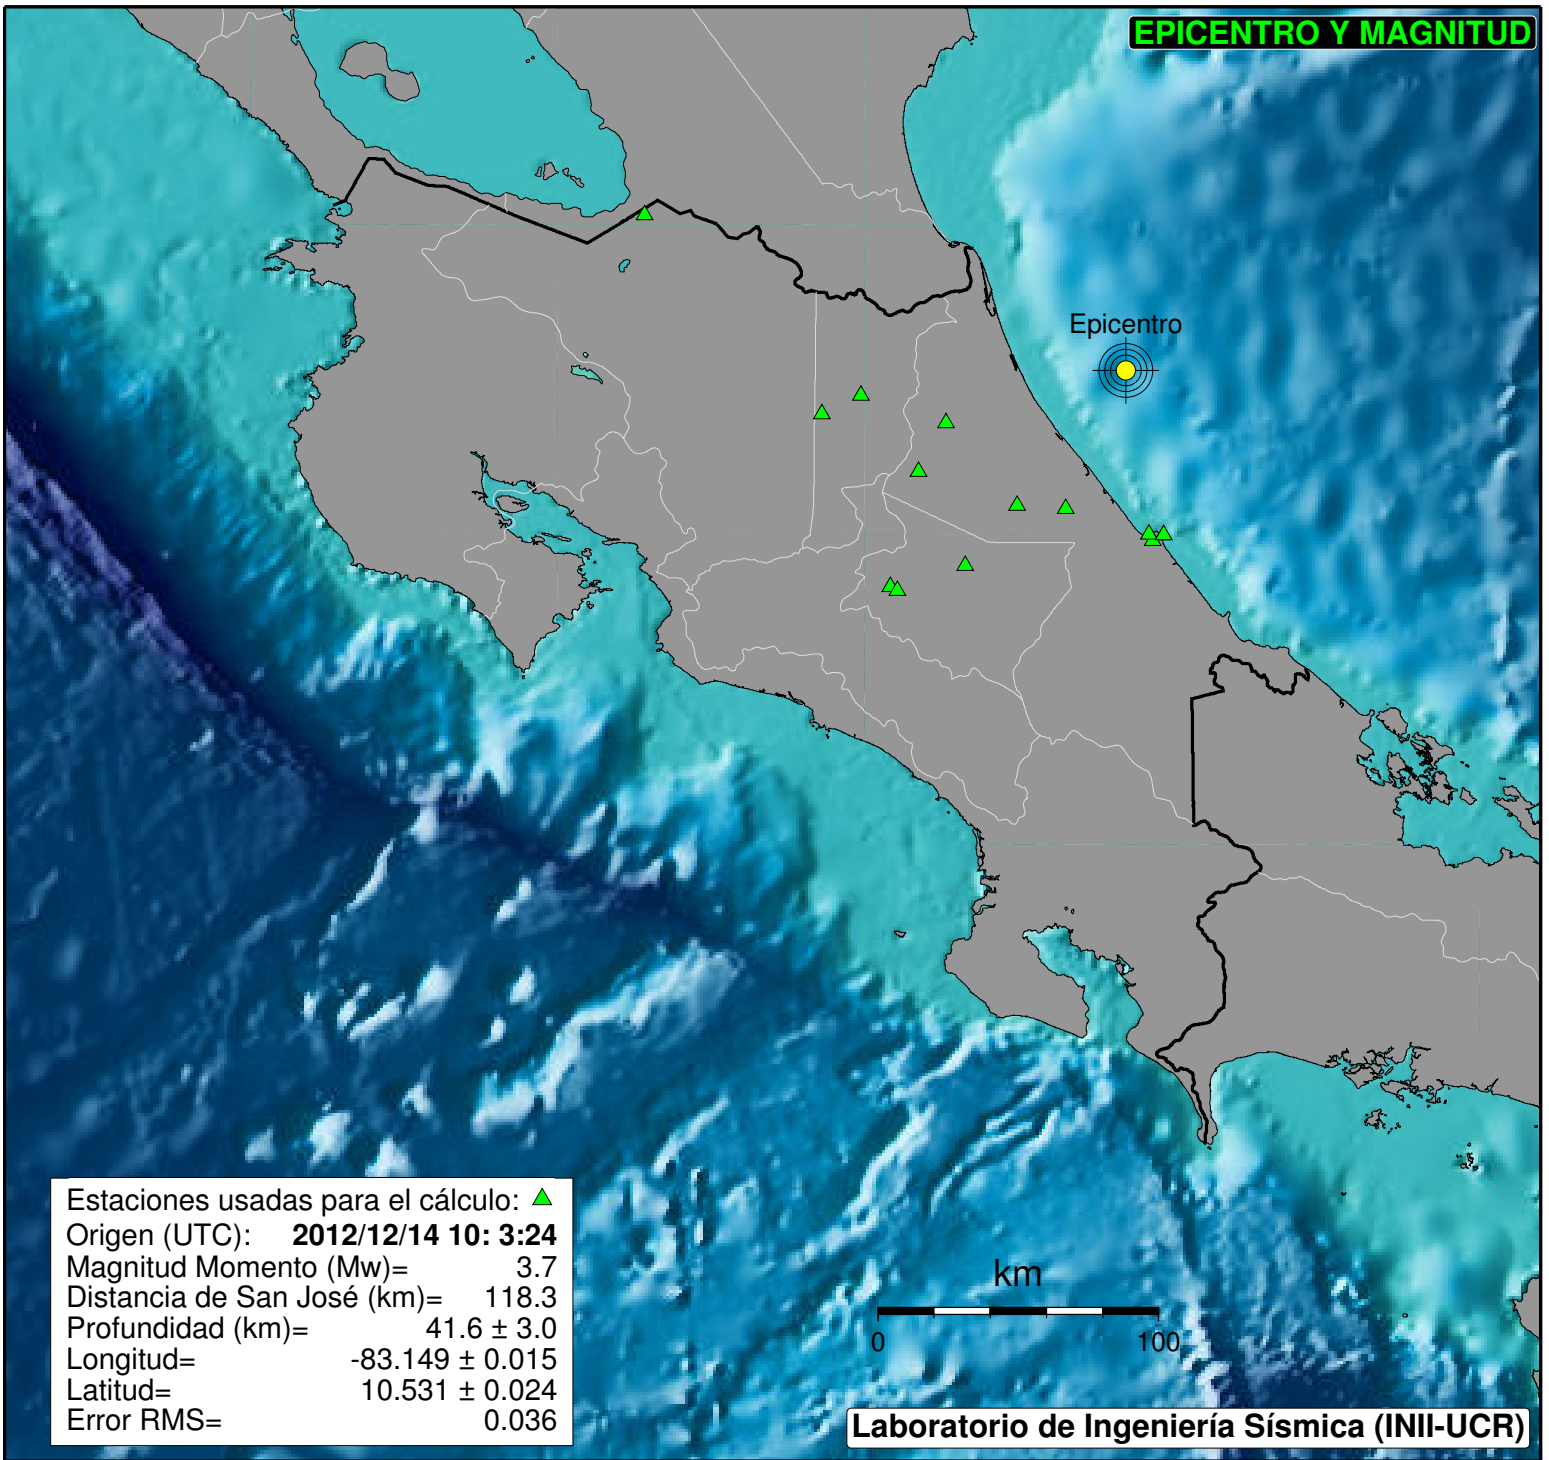 EPICENTRO Y MAGNITUD
Epicentro
Estaciones usadas para el cálculo:
Origen (UTC): 2012/12/14 10: 3:24
Magnitud Momento (Mw)= 3.7
Distancia de San José (km)= 118.3
Profundidad (km)= 41.6 ± 3.0
Longitud= -83.149 ± 0.015
Latitud= 10.531 ± 0.024
Error RMS= 0.036
km
0 100
Laboratorio de Ingeniería Sísmica (INII-UCR)